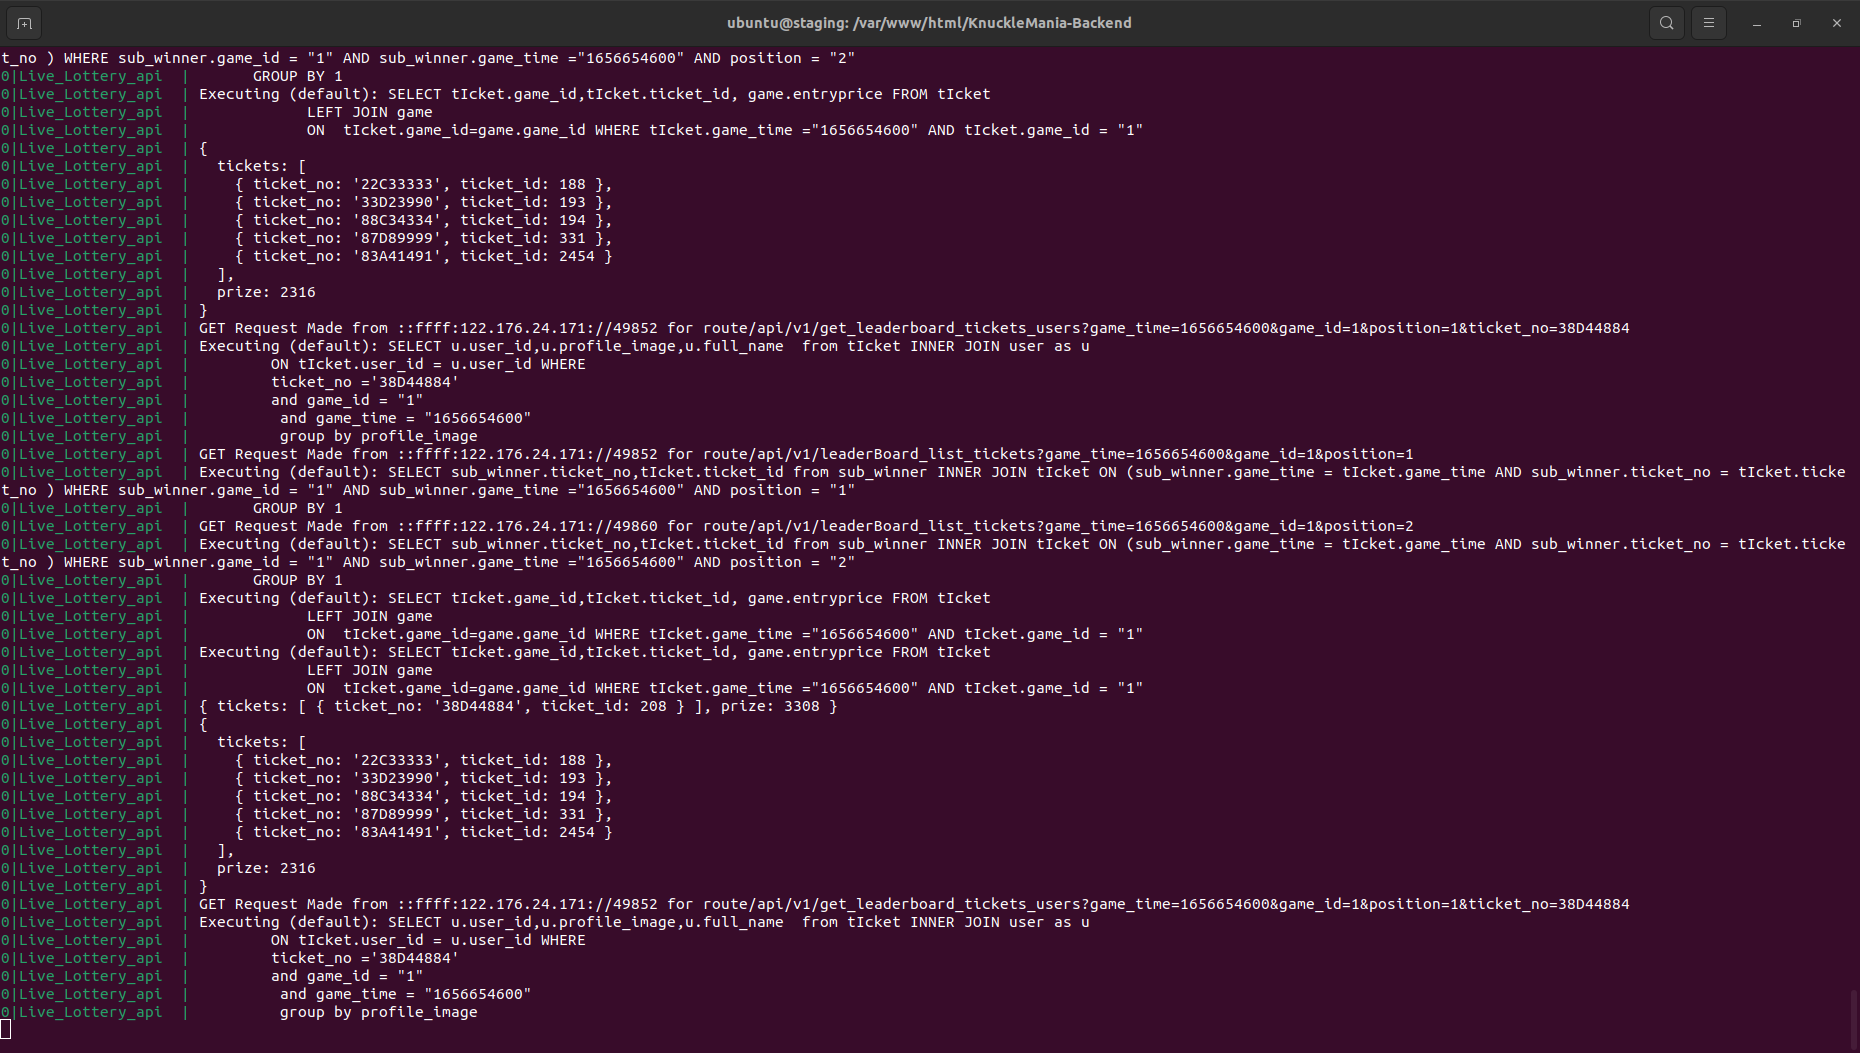 ubuntu@staging: /var/www/html/KnuckleMania-Backend
t_no ) WHERE sub_winner.game_id = "1" AND sub_winner.game_time ="1656654600" AND position = "2"
0|Live_Lottery_api  |       GROUP BY 1
0|Live_Lottery_api  | Executing (default): SELECT tIcket.game_id,tIcket.ticket_id, game.entryprice FROM tIcket
0|Live_Lottery_api  |             LEFT JOIN game
0|Live_Lottery_api  |             ON  tIcket.game_id=game.game_id WHERE tIcket.game_time ="1656654600" AND tIcket.game_id = "1"
0|Live_Lottery_api  | {
0|Live_Lottery_api  |   tickets: [
0|Live_Lottery_api  |     { ticket_no: '22C33333', ticket_id: 188 },
0|Live_Lottery_api  |     { ticket_no: '33D23990', ticket_id: 193 },
0|Live_Lottery_api  |     { ticket_no: '88C34334', ticket_id: 194 },
0|Live_Lottery_api  |     { ticket_no: '87D89999', ticket_id: 331 },
0|Live_Lottery_api  |     { ticket_no: '83A41491', ticket_id: 2454 }
0|Live_Lottery_api  |   ],
0|Live_Lottery_api  |   prize: 2316
0|Live_Lottery_api  | }
0|Live_Lottery_api  | GET Request Made from ::ffff:122.176.24.171://49852 for route/api/v1/get_leaderboard_tickets_users?game_time=1656654600&game_id=1&position=1&ticket_no=38D44884
0|Live_Lottery_api  | Executing (default): SELECT u.user_id,u.profile_image,u.full_name  from tIcket INNER JOIN user as u
0|Live_Lottery_api  |         ON tIcket.user_id = u.user_id WHERE
0|Live_Lottery_api  |         ticket_no ='38D44884'
0|Live_Lottery_api  |         and game_id = "1"
0|Live_Lottery_api  |          and game_time = "1656654600"
0|Live_Lottery_api  |          group by profile_image
0|Live_Lottery_api  | GET Request Made from ::ffff:122.176.24.171://49852 for route/api/v1/leaderBoard_list_tickets?game_time=1656654600&game_id=1&position=1
0|Live_Lottery_api  | Executing (default): SELECT sub_winner.ticket_no,tIcket.ticket_id from sub_winner INNER JOIN tIcket ON (sub_winner.game_time = tIcket.game_time AND sub_winner.ticket_no = tIcket.ticke
t_no ) WHERE sub_winner.game_id = "1" AND sub_winner.game_time ="1656654600" AND position = "1"
0|Live_Lottery_api  |       GROUP BY 1
0|Live_Lottery_api  | GET Request Made from ::ffff:122.176.24.171://49860 for route/api/v1/leaderBoard_list_tickets?game_time=1656654600&game_id=1&position=2
0|Live_Lottery_api  | Executing (default): SELECT sub_winner.ticket_no,tIcket.ticket_id from sub_winner INNER JOIN tIcket ON (sub_winner.game_time = tIcket.game_time AND sub_winner.ticket_no = tIcket.ticke
t_no ) WHERE sub_winner.game_id = "1" AND sub_winner.game_time ="1656654600" AND position = "2"
0|Live_Lottery_api  |       GROUP BY 1
0|Live_Lottery_api  | Executing (default): SELECT tIcket.game_id,tIcket.ticket_id, game.entryprice FROM tIcket
0|Live_Lottery_api  |             LEFT JOIN game
0|Live_Lottery_api  |             ON  tIcket.game_id=game.game_id WHERE tIcket.game_time ="1656654600" AND tIcket.game_id = "1"
0|Live_Lottery_api  | Executing (default): SELECT tIcket.game_id,tIcket.ticket_id, game.entryprice FROM tIcket
0|Live_Lottery_api  |             LEFT JOIN game
0|Live_Lottery_api  |             ON  tIcket.game_id=game.game_id WHERE tIcket.game_time ="1656654600" AND tIcket.game_id = "1"
0|Live_Lottery_api  | { tickets: [ { ticket_no: '38D44884', ticket_id: 208 } ], prize: 3308 }
0|Live_Lottery_api  | {
0|Live_Lottery_api  |   tickets: [
0|Live_Lottery_api  |     { ticket_no: '22C33333', ticket_id: 188 },
0|Live_Lottery_api  |     { ticket_no: '33D23990', ticket_id: 193 },
0|Live_Lottery_api  |     { ticket_no: '88C34334', ticket_id: 194 },
0|Live_Lottery_api  |     { ticket_no: '87D89999', ticket_id: 331 },
0|Live_Lottery_api  |     { ticket_no: '83A41491', ticket_id: 2454 }
0|Live_Lottery_api  |   ],
0|Live_Lottery_api  |   prize: 2316
0|Live_Lottery_api  | }
0|Live_Lottery_api  | GET Request Made from ::ffff:122.176.24.171://49852 for route/api/v1/get_leaderboard_tickets_users?game_time=1656654600&game_id=1&position=1&ticket_no=38D44884
0|Live_Lottery_api  | Executing (default): SELECT u.user_id,u.profile_image,u.full_name  from tIcket INNER JOIN user as u
0|Live_Lottery_api  |         ON tIcket.user_id = u.user_id WHERE
0|Live_Lottery_api  |         ticket_no ='38D44884'
0|Live_Lottery_api  |         and game_id = "1"
0|Live_Lottery_api  |          and game_time = "1656654600"
0|Live_Lottery_api  |          group by profile_image